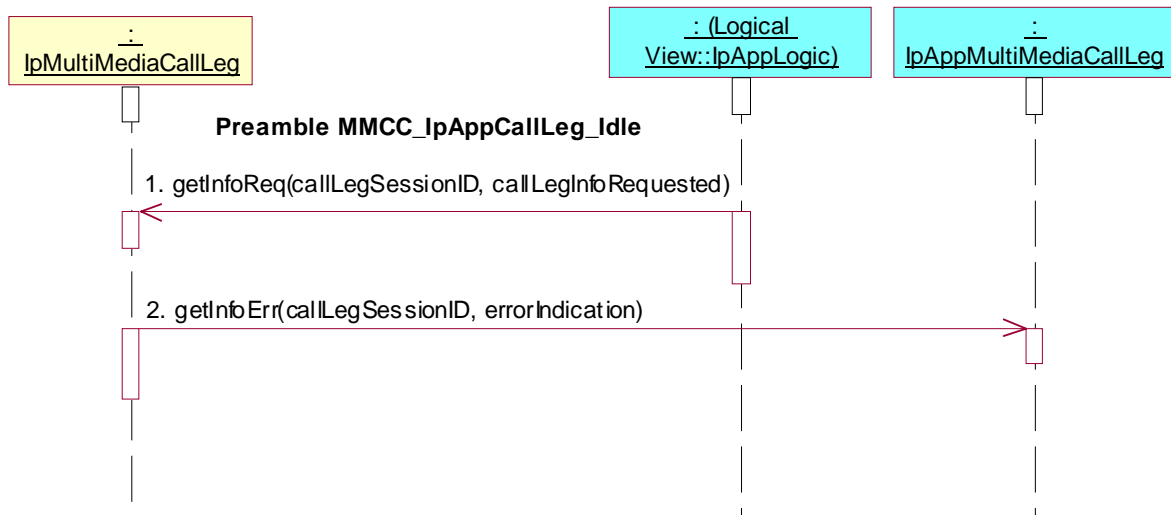 :
IpMultiMediaCallLeg
: (Logical
View::IpAppLogic)
:
IpAppMultiMediaCallLeg
Preamble MMCC_IpAppCallLeg_Idle
1. getInfoReq(callLegSessionID, callLegInfoRequested)
2. getInfoErr(callLegSessionID, errorIndication)